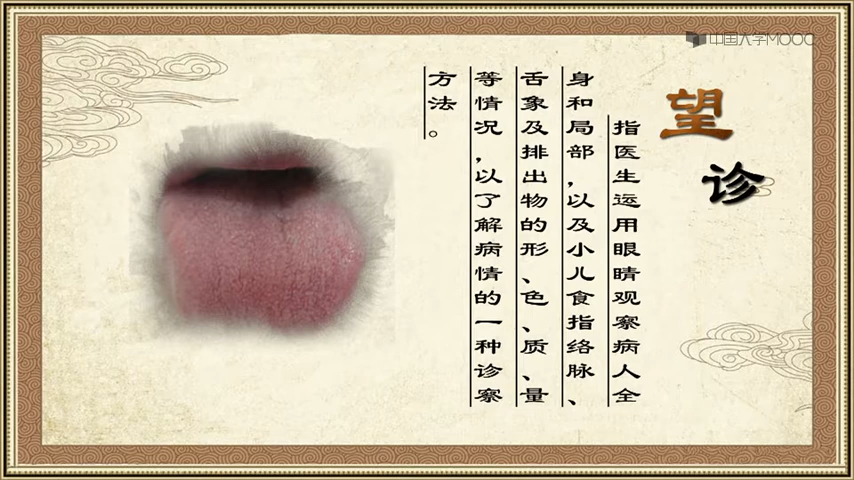 中国大学MOOC
望诊
指医生运用眼睛观察病人全
身和局部，以及小儿食指络脉、
舌象及排出物的形、色、质、量
等情况，以了解病情的一种诊察
方法。